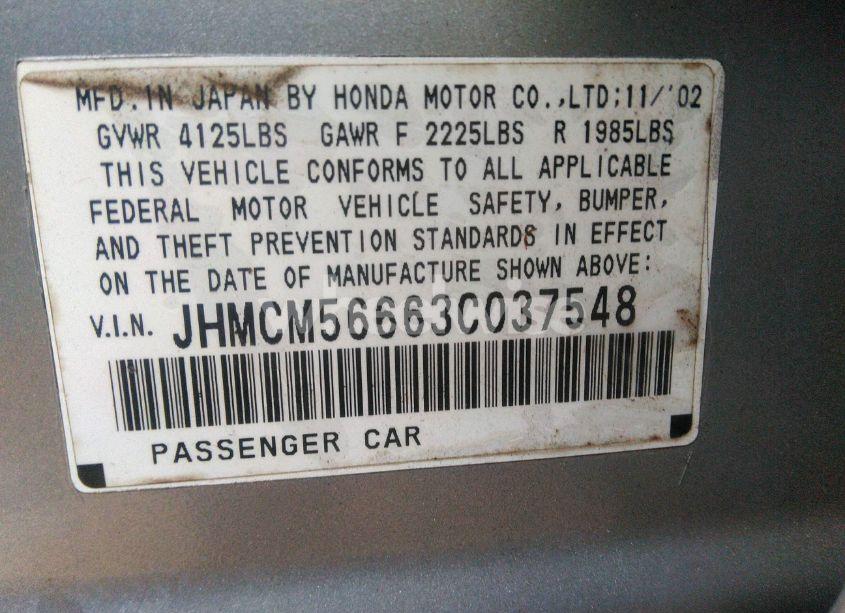 MFD. IN JAPAN BY HONDA MOTOR CO.,LTD;11/'02
GVWR 4125LBS GAWR F 2225LBS R 1985LBS
THIS VEHICLE CONFORMS TO ALL APPLICABLE
FEDERAL MOTOR VEHICLE SAFETY, BUMPER,
AND THEFT PREVENTION STANDARDS IN EFFECT
ON THE DATE OF MANUFACTURE SHOWN ABOVE:
V.I.N. JHMCM56663C037548
PASSENGER CAR